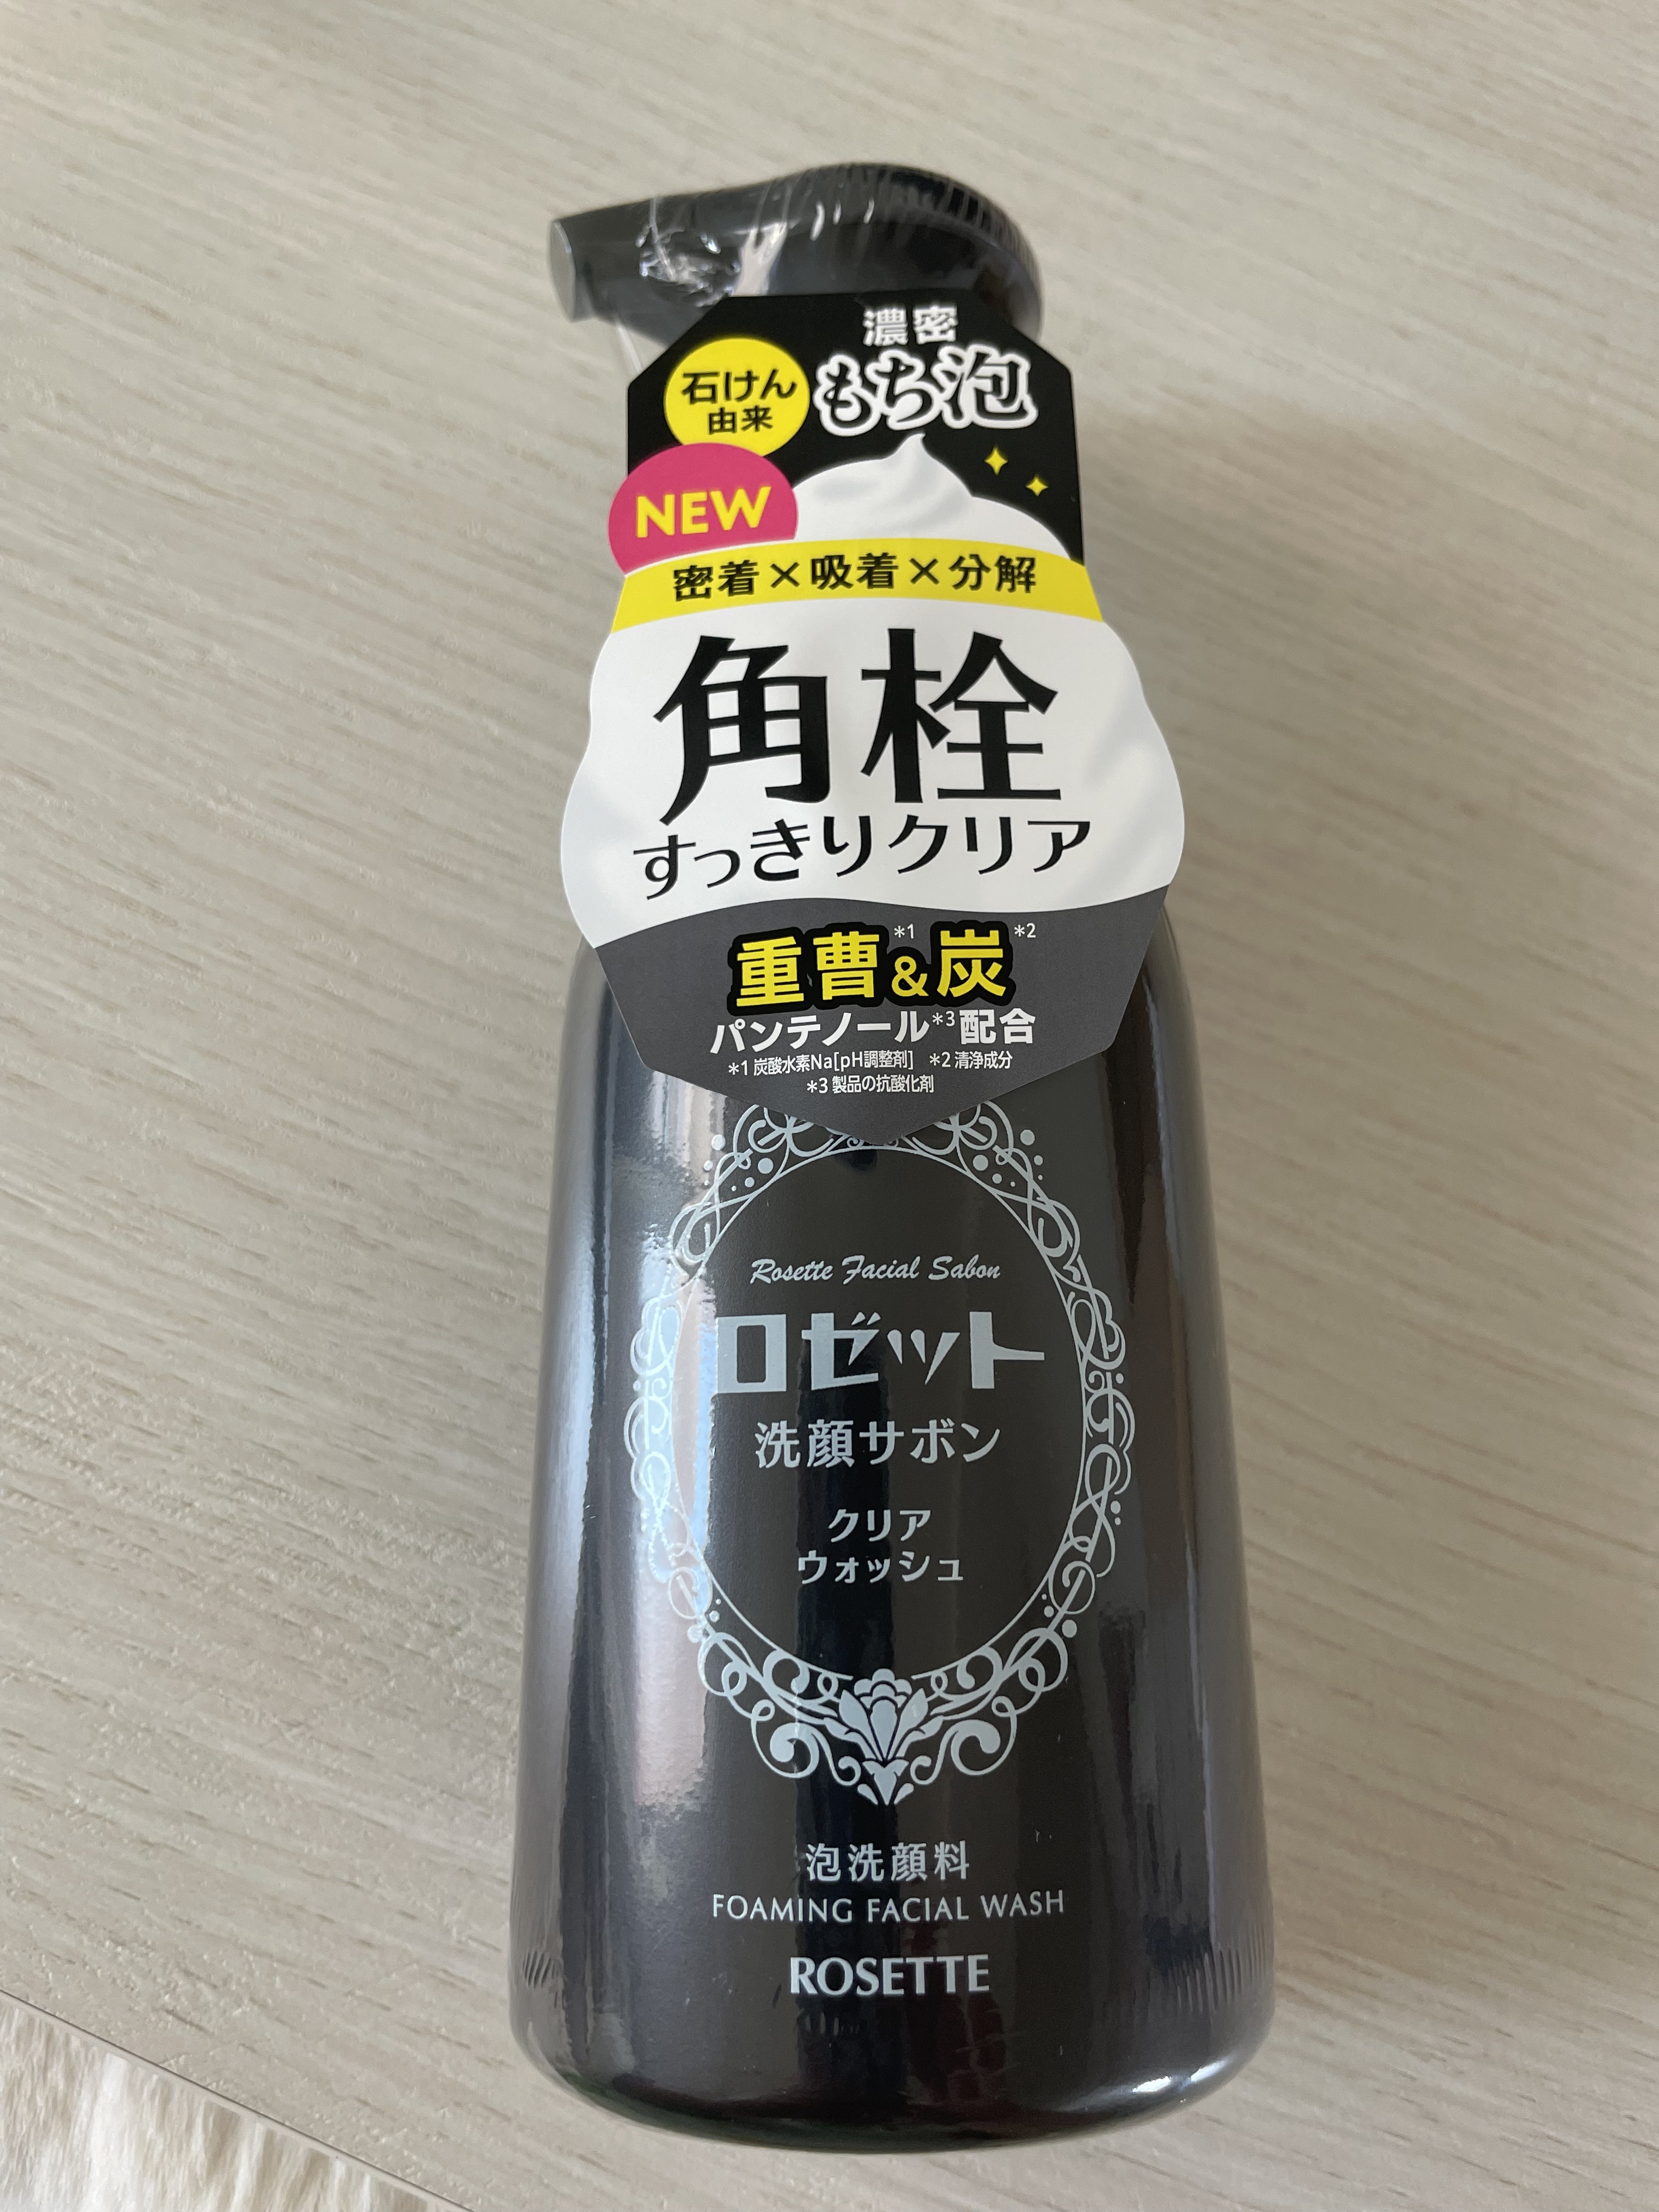 濃密
もち泡
石けん
由来
NEW
密着×吸着×分解
角栓
すっきりクリア
重曹*1&炭*2
パンテノール*3配合
*1 炭酸水素Na[pH調整剤] *2 清浄成分
*3 製品の抗酸化剤
Rosette Facial Sabon
ロゼット
洗顔サボン
クリア
ウォッシュ
泡洗顔料
FOAMING FACIAL WASH
ROSETTE